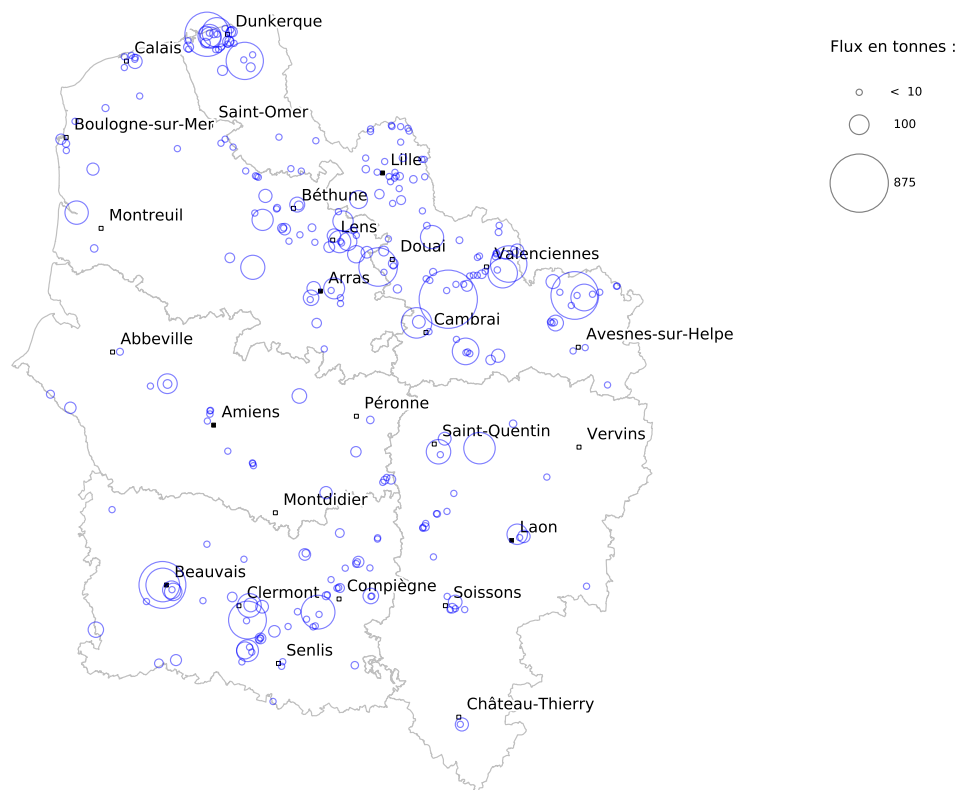 Dunkerque
Calais
Flux en tonnes :
< 10
Saint-Omer
100
Boulogne-sur-Mer
Lille
875
Béthune
Montreuil
Lens
Douai
Valenciennes
Arras
Cambrai
Abbeville
Avesnes-sur-Helpe
Péronne
Amiens
Saint-Quentin
Vervins
Montdidier
Laon
Beauvais
Clermont
Compiègne
Soissons
Senlis
Château-Thierry